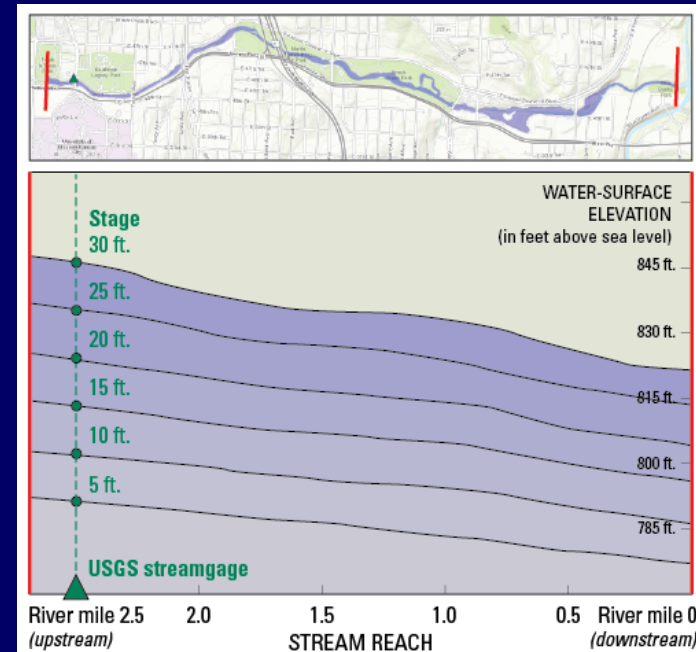 Stage
30 ft.
25 ft.
20 ft.
15 ft.
10 ft.
5 ft.
USGS streamgage
WATER-SURFACE
ELEVATION
(in feet above sea level)
845 ft.
830 ft.
815 ft.
800 ft.
785 ft.
River mile 2.5
(upstream)
2.0
1.5
1.0
0.5
River mile 0
(downstream)
STREAM REACH